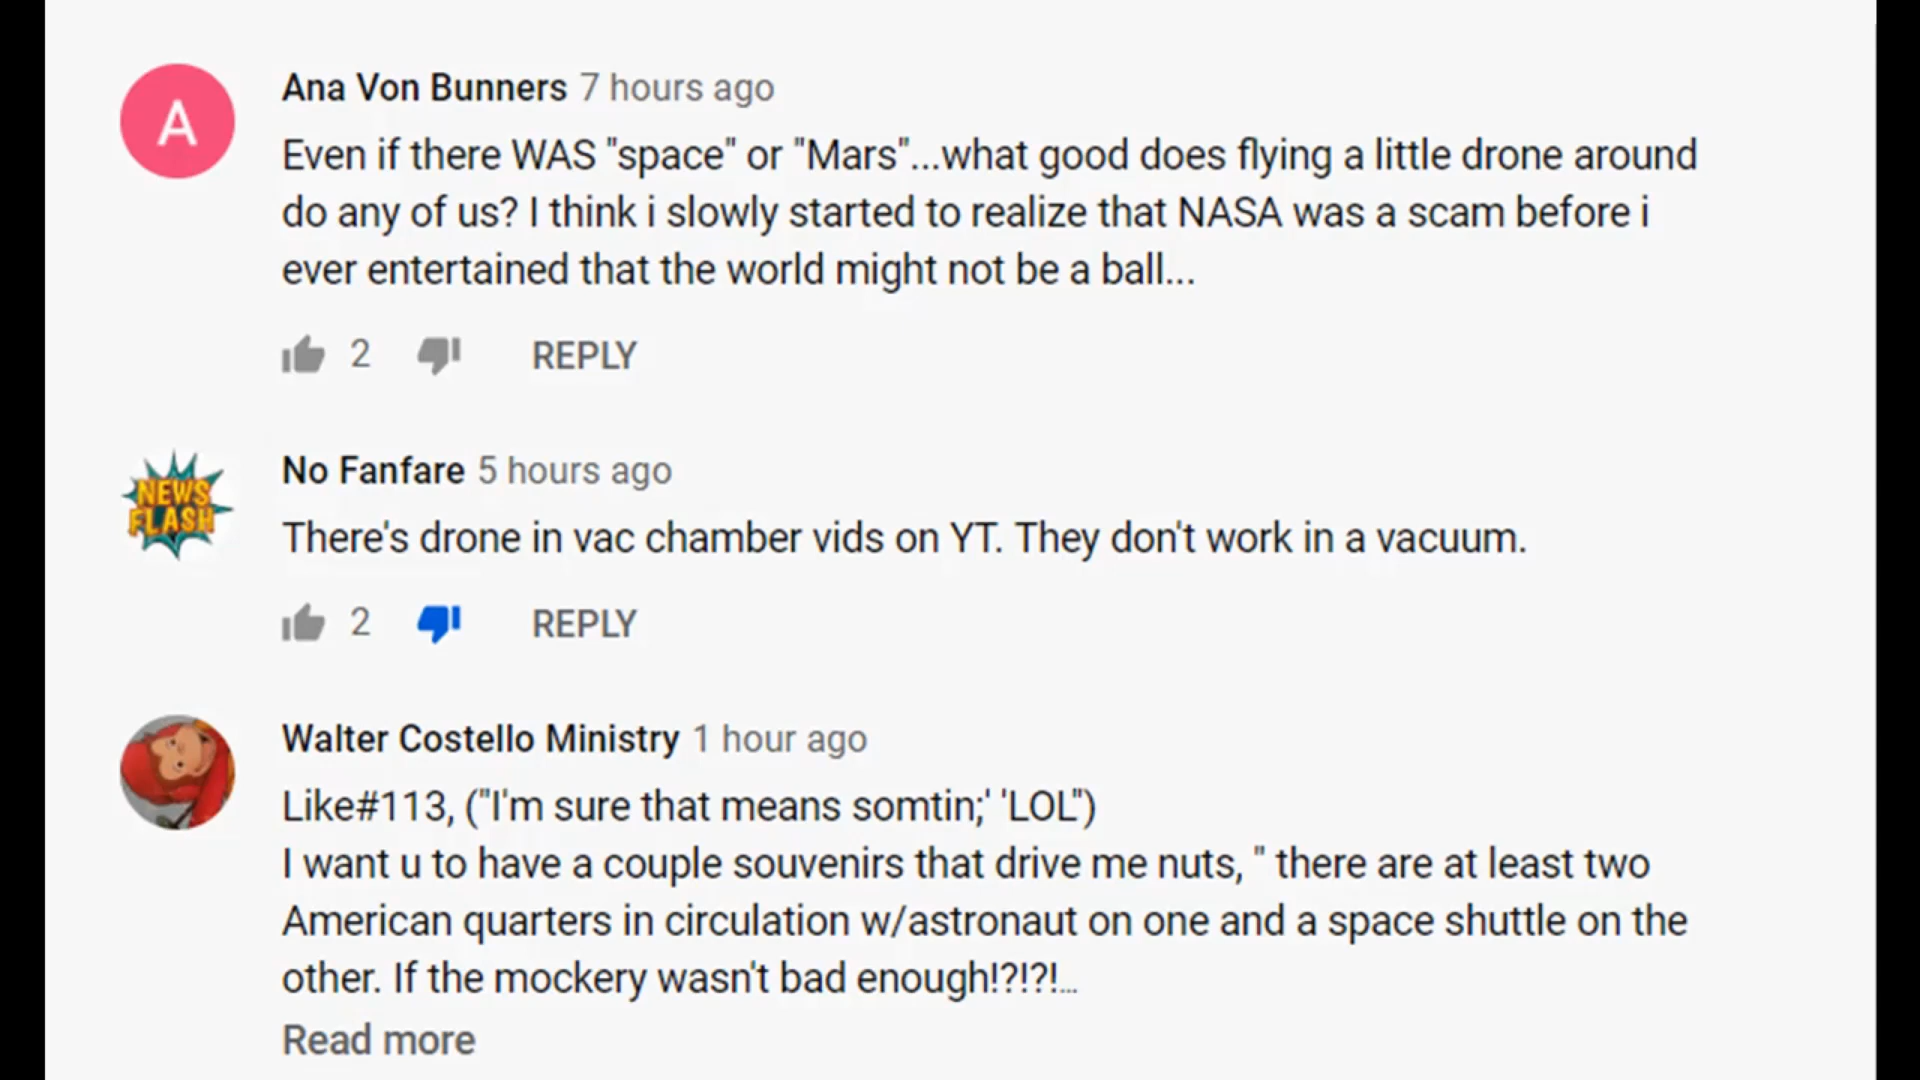 A
Ana Von Bunners 7 hours ago
Even if there WAS "space" or "Mars"...what good does flying a little drone around
do any of us? I think i slowly started to realize that NASA was a scam before i
ever entertained that the world might not be a ball...
2 REPLY
NEWS
FLASH
No Fanfare 5 hours ago
There's drone in vac chamber vids on YT. They don't work in a vacuum.
2 REPLY
Walter Costello Ministry 1 hour ago
Like#113, ("I'm sure that means somtin;' 'LOL")
I want u to have a couple souvenirs that drive me nuts, " there are at least two
American quarters in circulation w/astronaut on one and a space shuttle on the
other. If the mockery wasn't bad enough!?!?!...
Read more